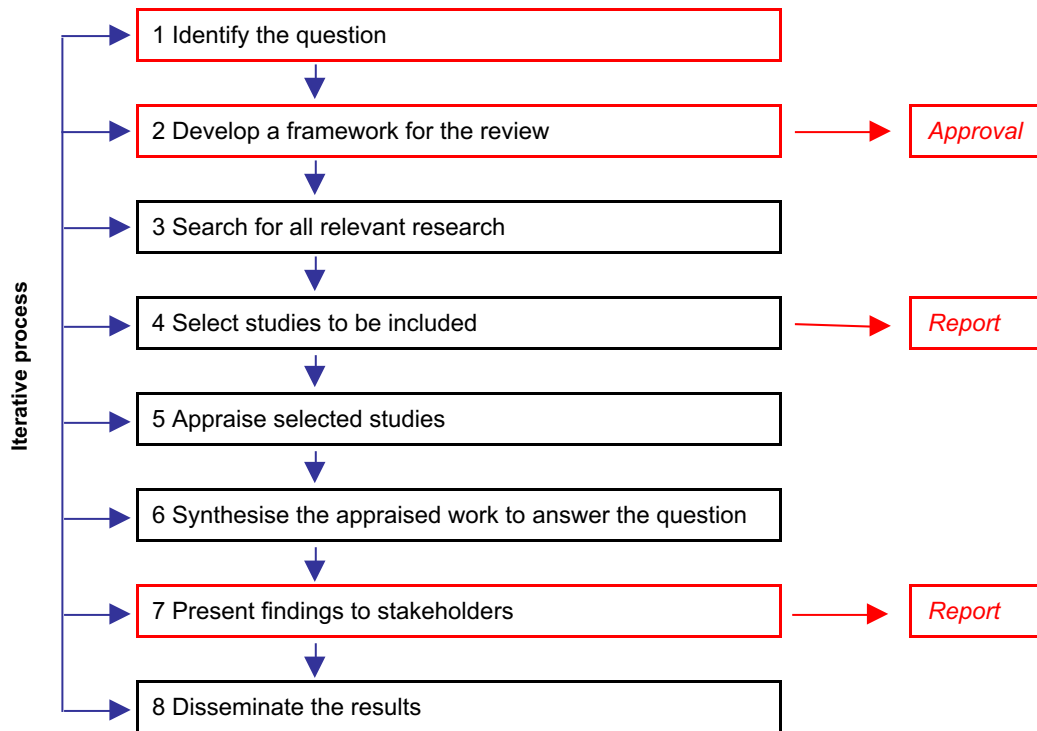 1 Identify the question
2 Develop a framework for the review
Approval
3 Search for all relevant research
Iterative process
4 Select studies to be included
Report
5 Appraise selected studies
6 Synthesise the appraised work to answer the question
7 Present findings to stakeholders
Report
8 Disseminate the results